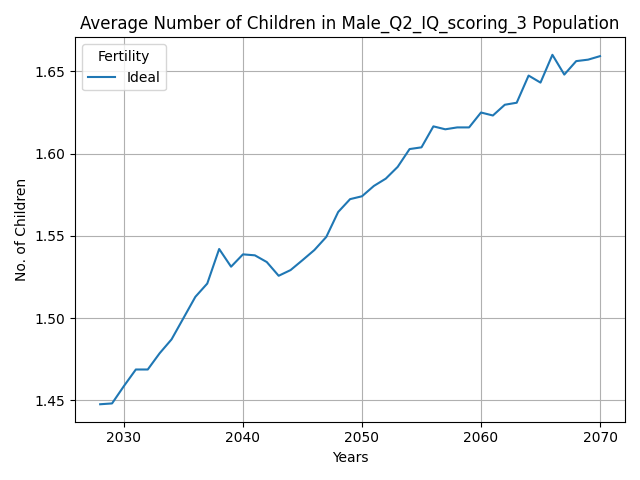 Average Number of Children in Male_Q2_IQ_scoring_3 Population
Fertility
Ideal
1.65
1.60
1.55
1.50
1.45
No. of Children
2030 2040 2050 2060 2070
Years